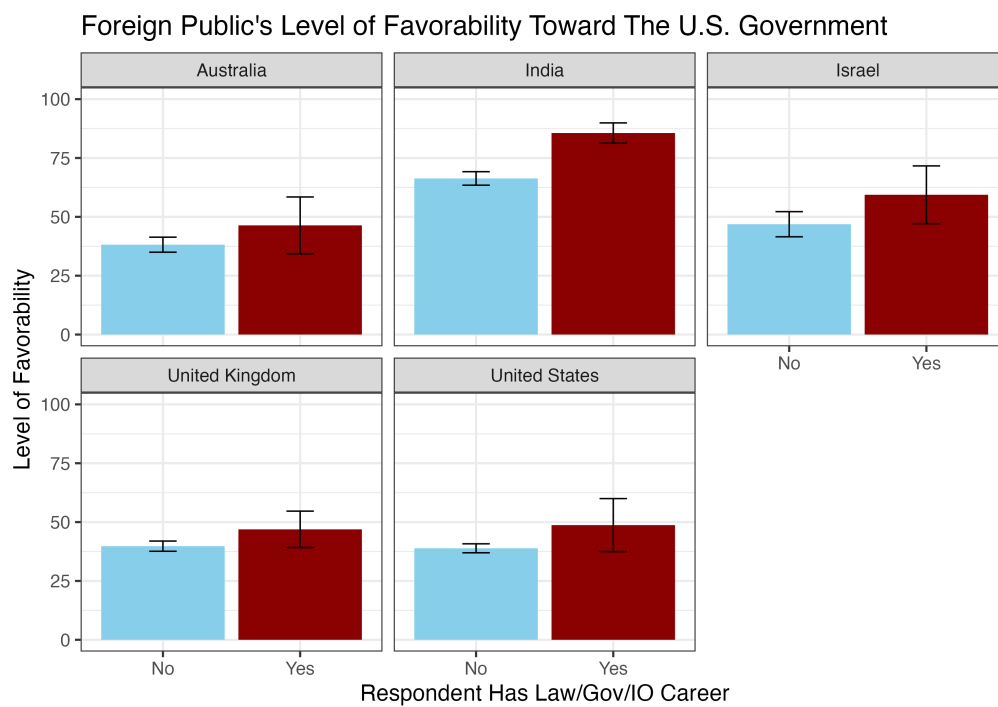 Foreign Public's Level of Favorability Toward The U.S. Government
Australia
India
Israel
100
75
50
25
0
No
Yes
United Kingdom
United States
100
75
50
25
0
No
Yes
No
Yes
Level of Favorability
Respondent Has Law/Gov/IO Career